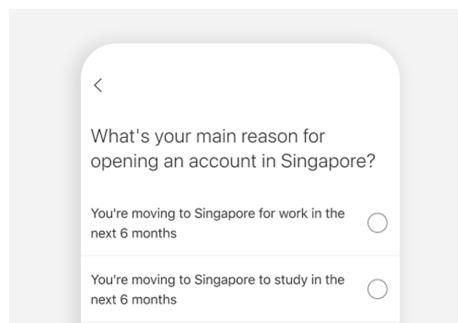 What's your main reason for
opening an account in Singapore?
You're moving to Singapore for work in the
next 6 months
You're moving to Singapore to study in the
next 6 months